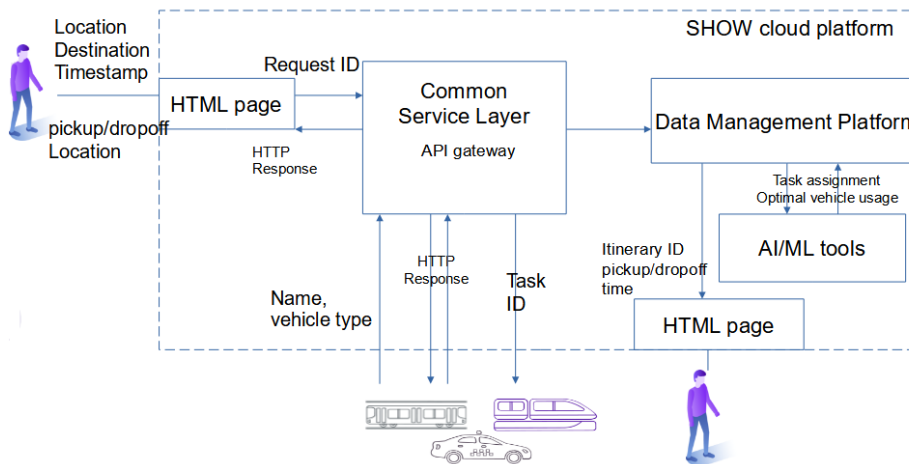 SHOW cloud platform
Location
Destination
Timestamp
Request ID
HTML page
Common
Service Layer
API gateway
Data Management Platform
pickup/dropoff
Location
HTTP
Response
Task assignment
Optimal vehicle usage
AI/ML tools
Itinerary ID
pickup/dropoff
time
HTTP
Response
Name,
vehicle type
Task
ID
HTML page